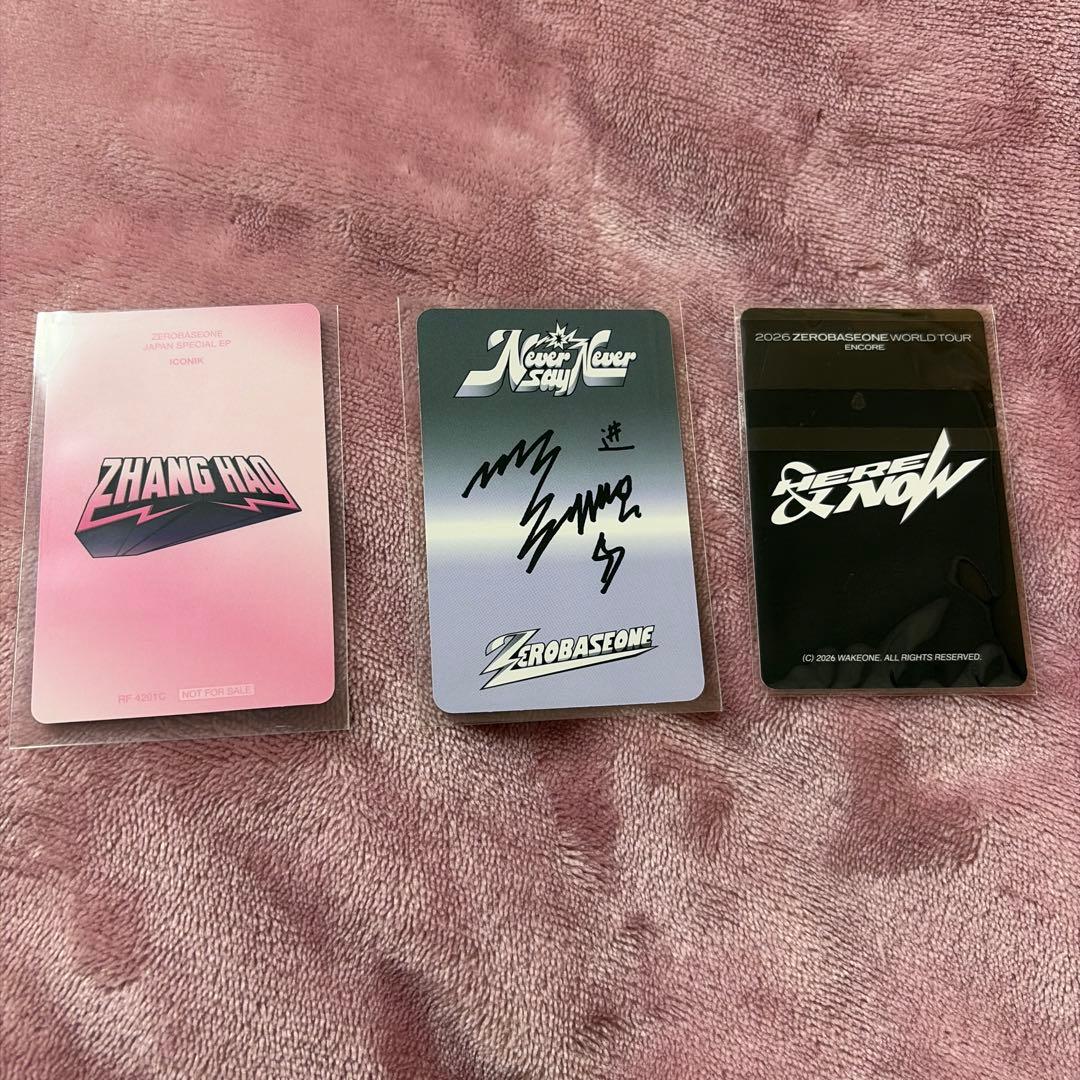 ZEROBASEONE
JAPAN SPECIAL EP
ICONIK
ZHANG HAO
RF 4201C NOT FOR SALE
Never say Never
进
ZEROBASEONE
2026 ZEROBASEONE WORLD TOUR
ENCORE
HERE
& NOW
(C) 2026 WAKEONE. ALL RIGHTS RESERVED.